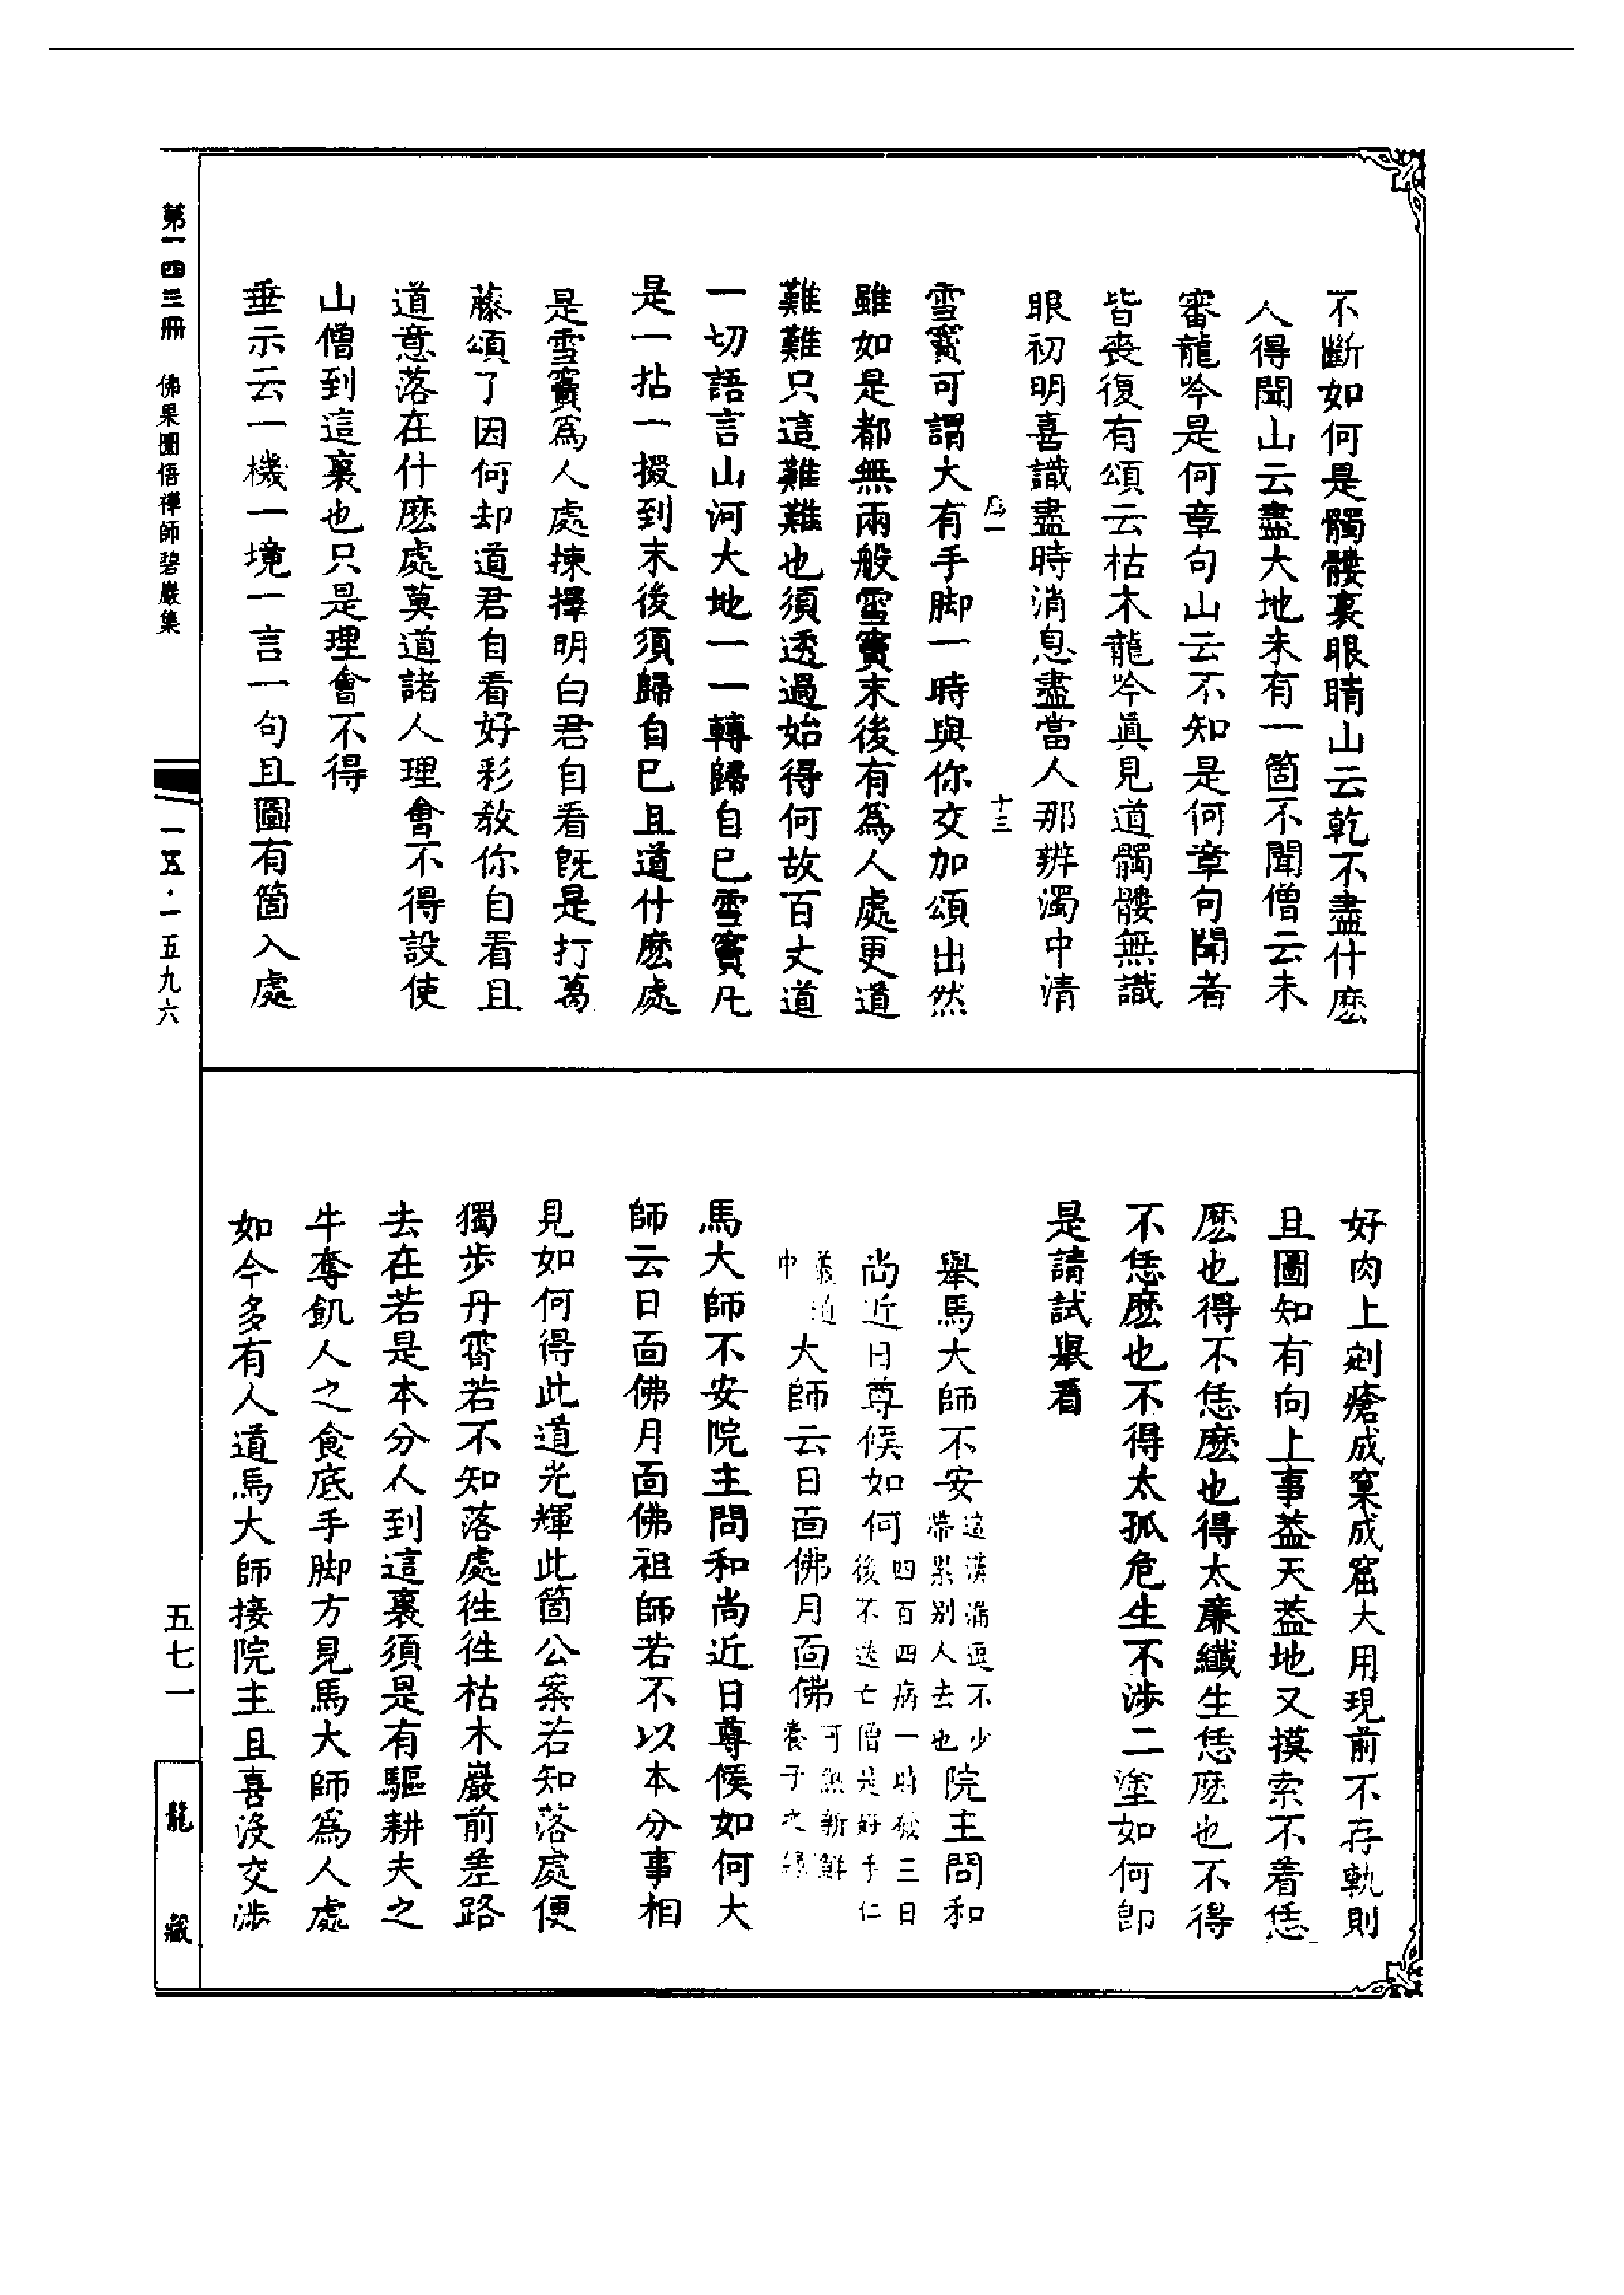 不斷如何是髑髏裏眼睛山云乾不盡什麽
人得聞山云盡大地未有一箇不聞僧云未
審龍吟是何章句山云不知是何章句聞者
皆喪復有頌云枯木龍吟眞見道髑髏無識
眼初明喜識盡時消息盡當人那辨濁中清
十三
雪竇可謂大有手脚一時與你交加頌出然
雖如是都無兩般雪竇末後有為人處更道
難難只這難難也須透過始得何故百丈道
一切語言山河大地一一轉歸自巳雪竇凡
是一拈一掇到末後須歸自巳且道什麽處
是雪竇為人處揀擇明白君自看旣是打葛
藤頌了因何却道君自看好彩教你自看且
道意落在什麽處莫道諸人理會不得設使
山僧到這裏也只是理會不得
垂示云一機一境一言一句且圖有箇入處
好肉上剜瘡成窠成窟大用現前不存軌則
且圖知有向上事葢天葢地又摸索不着恁
麽也得不恁麽也得太廉纖生恁麽也不得
不恁麽也不得太孤危生不涉二塗如何卽
是請試舉看
舉馬大師不安這漢漏逗不少帶累別人去也院主問和
尚近日尊候如何四百四病一時發三日後不送亡僧是好手仁
義道中大師云日面佛月面佛可煞新鮮養子之緣
馬大師不安院主問和尚近日尊候如何大
師云日面佛月面佛祖師若不以本分事相
見如何得此道光輝此箇公案若知落處便
獨步丹霄若不知落處徃徃枯木巖前差路
去在若是本分人到這裏須是有驅耕夫之
牛奪飢人之食底手脚方見馬大師為人處
如今多有人道馬大師接院主且喜沒交涉
第一四三冊 佛果圜悟禪師碧巖集
一五·一五九六
五七一
龍藏